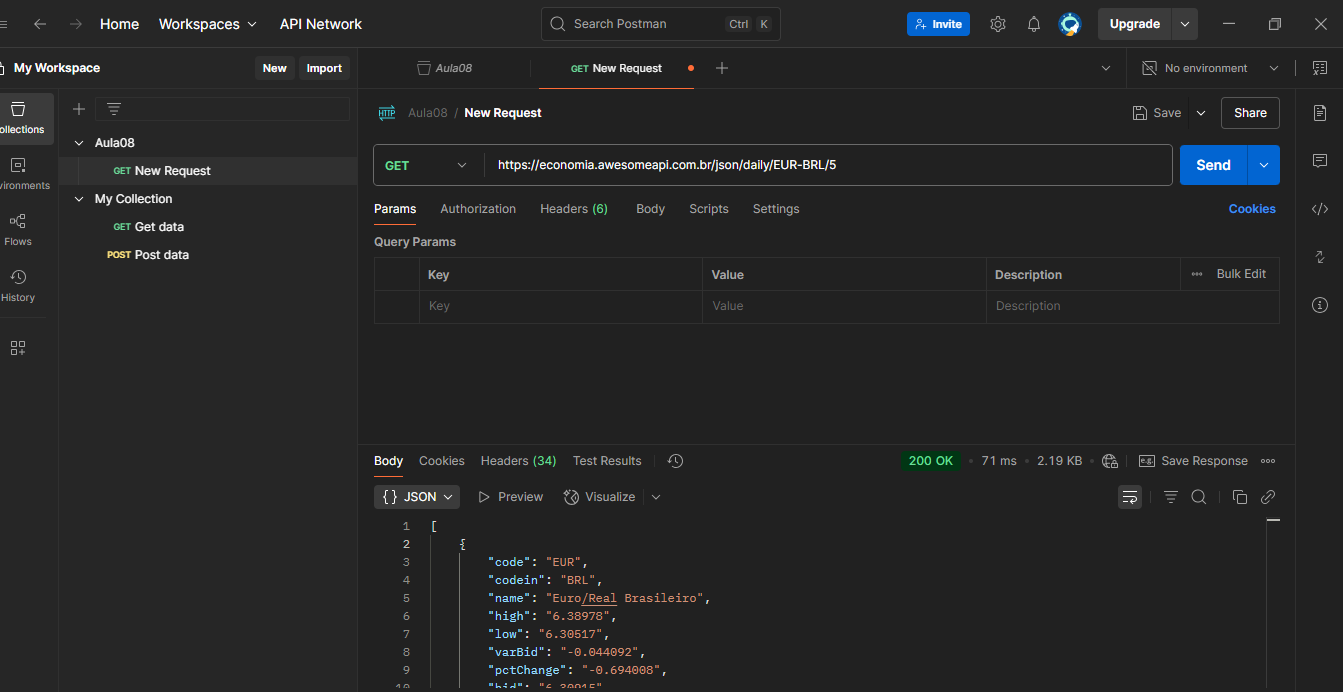 Home Workspaces API Network Search Postman Ctrl K Invite Upgrade
My Workspace New Import Aula08 GET New Request No environment
Aula08 / New Request Save Share
ollections
Aula08
GET New Request
My Collection
GET Get data
POST Post data
vironments
Flows
History
GET https://economia.awesomeapi.com.br/json/daily/EUR-BRL/5 Send
Params Authorization Headers (6) Body Scripts Settings Cookies
Query Params
Key Value Description Bulk Edit
Key Value Description
Body Cookies Headers (34) Test Results 200 OK • 71 ms • 2.19 KB • e.g. Save Response
{} JSON Preview Visualize
1 [
2 {
3 "code": "EUR",
4 "codein": "BRL",
5 "name": "Euro/Real Brasileiro",
6 "high": "6.38978",
7 "low": "6.30517",
8 "varBid": "-0.044092",
9 "pctChange": "-0.694008",
10 "bid": "6.30915"